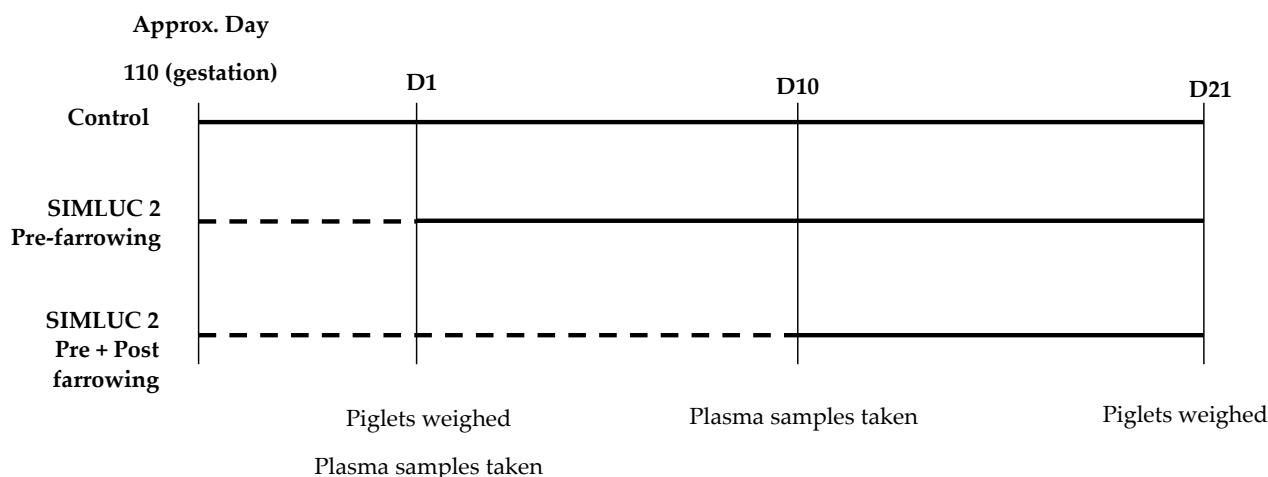 Approx. Day
110 (gestation)
D1
D10
D21
Control
SIMLUC 2
Pre-farrowing
SIMLUC 2
Pre + Post
farrowing
Piglets weighed
Plasma samples taken
Piglets weighed
Plasma samples taken